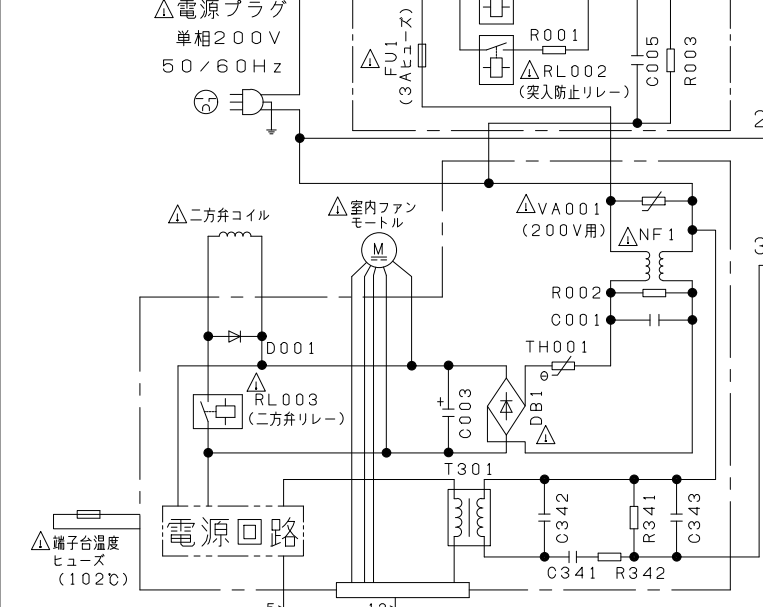 ⚠電源プラグ
単相200V
50/60Hz
⚠FU1
(3Aヒューズ)
R001
⚠RL002
(突入防止リレー)
C005
R003
2
⚠二方弁コイル
⚠室内ファン
モートル
M
⚠VA001
(200V用)
⚠NF1
3
R002
C001
TH001
θ
D001
⚠
RL003
(二方弁リレー)
+
C003
DB1
⚠
T301
電源回路
C342
R341
C343
C341
R342
⚠端子台温度
ヒューズ
(102℃)